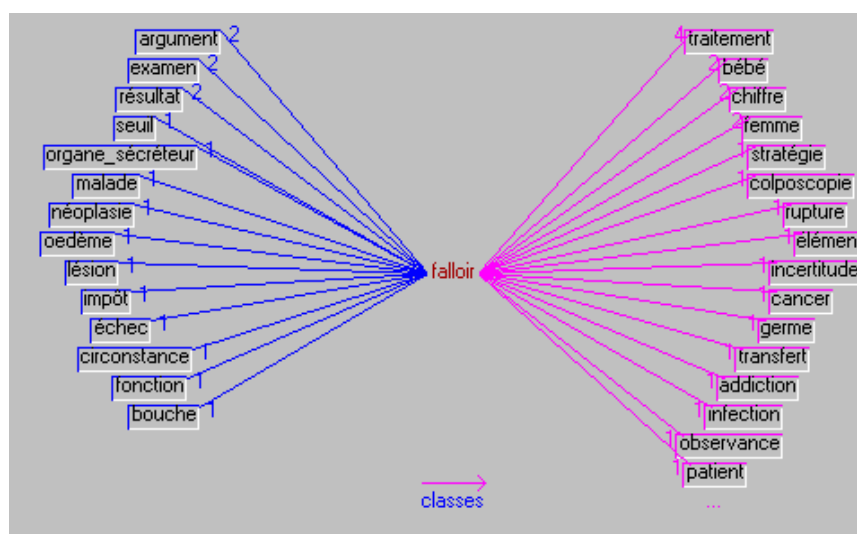 argument 2
examen 2
résultat 2
seuil 1
organe_sécréteur 1
malade 1
néoplasie 1
oedème 1
lésion 1
impôt 1
échec 1
circonstance 1
fonction 1
bouche 1
falloir
4 traitement
2 bébé
2 chiffre
2 femme
1 stratégie
1 colposcopie
1 rupture
1 élémen
1 incertitude
1 cancer
1 germe
1 transfert
1 addiction
1 infection
1 observance
1 patient
...
classes